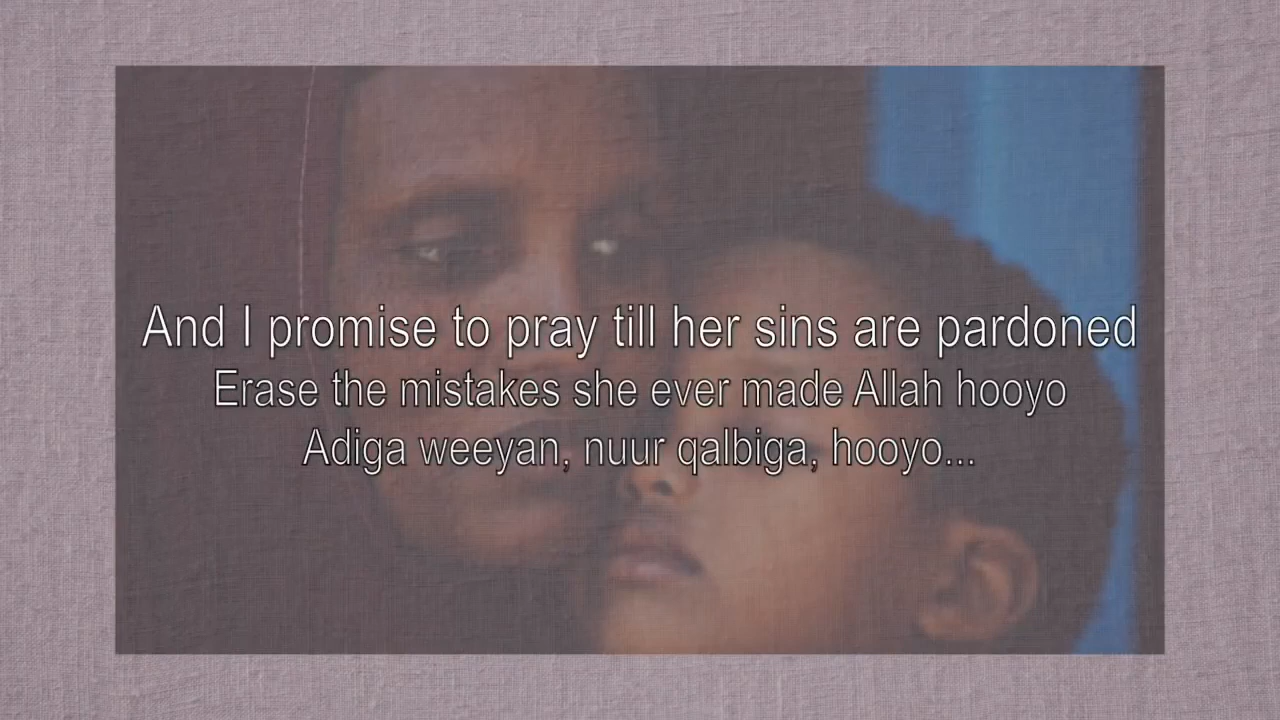 And I promise to pray till her sins are pardoned
Erase the mistakes she ever made Allah hooyo
Adiga weeyan, nuur qalbiga, hooyo...